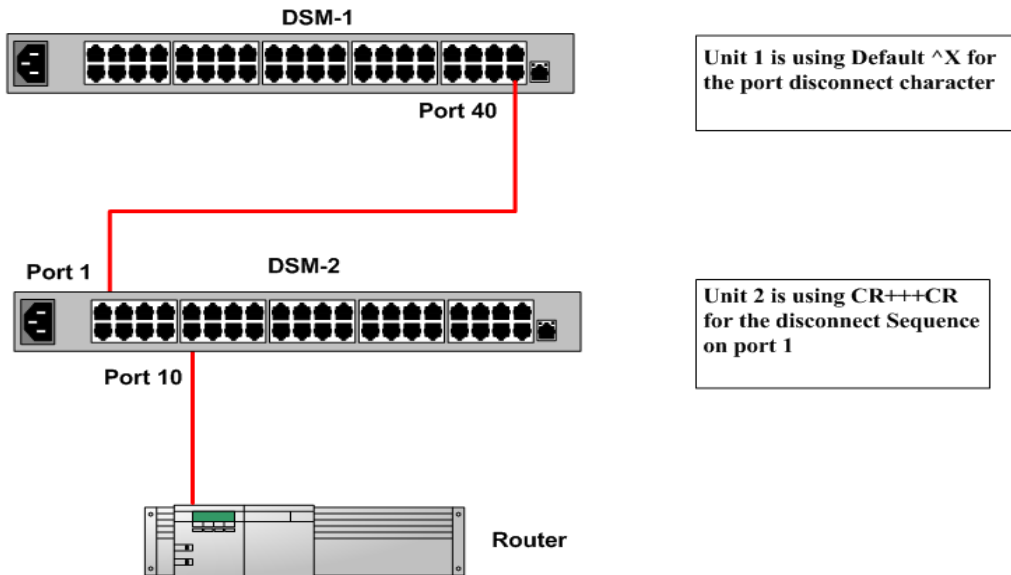 DSM-1
Unit 1 is using Default ^X for
the port disconnect character
Port 40
Port 1
DSM-2
Unit 2 is using CR+++CR
for the disconnect Sequence
on port 1
Port 10
Router